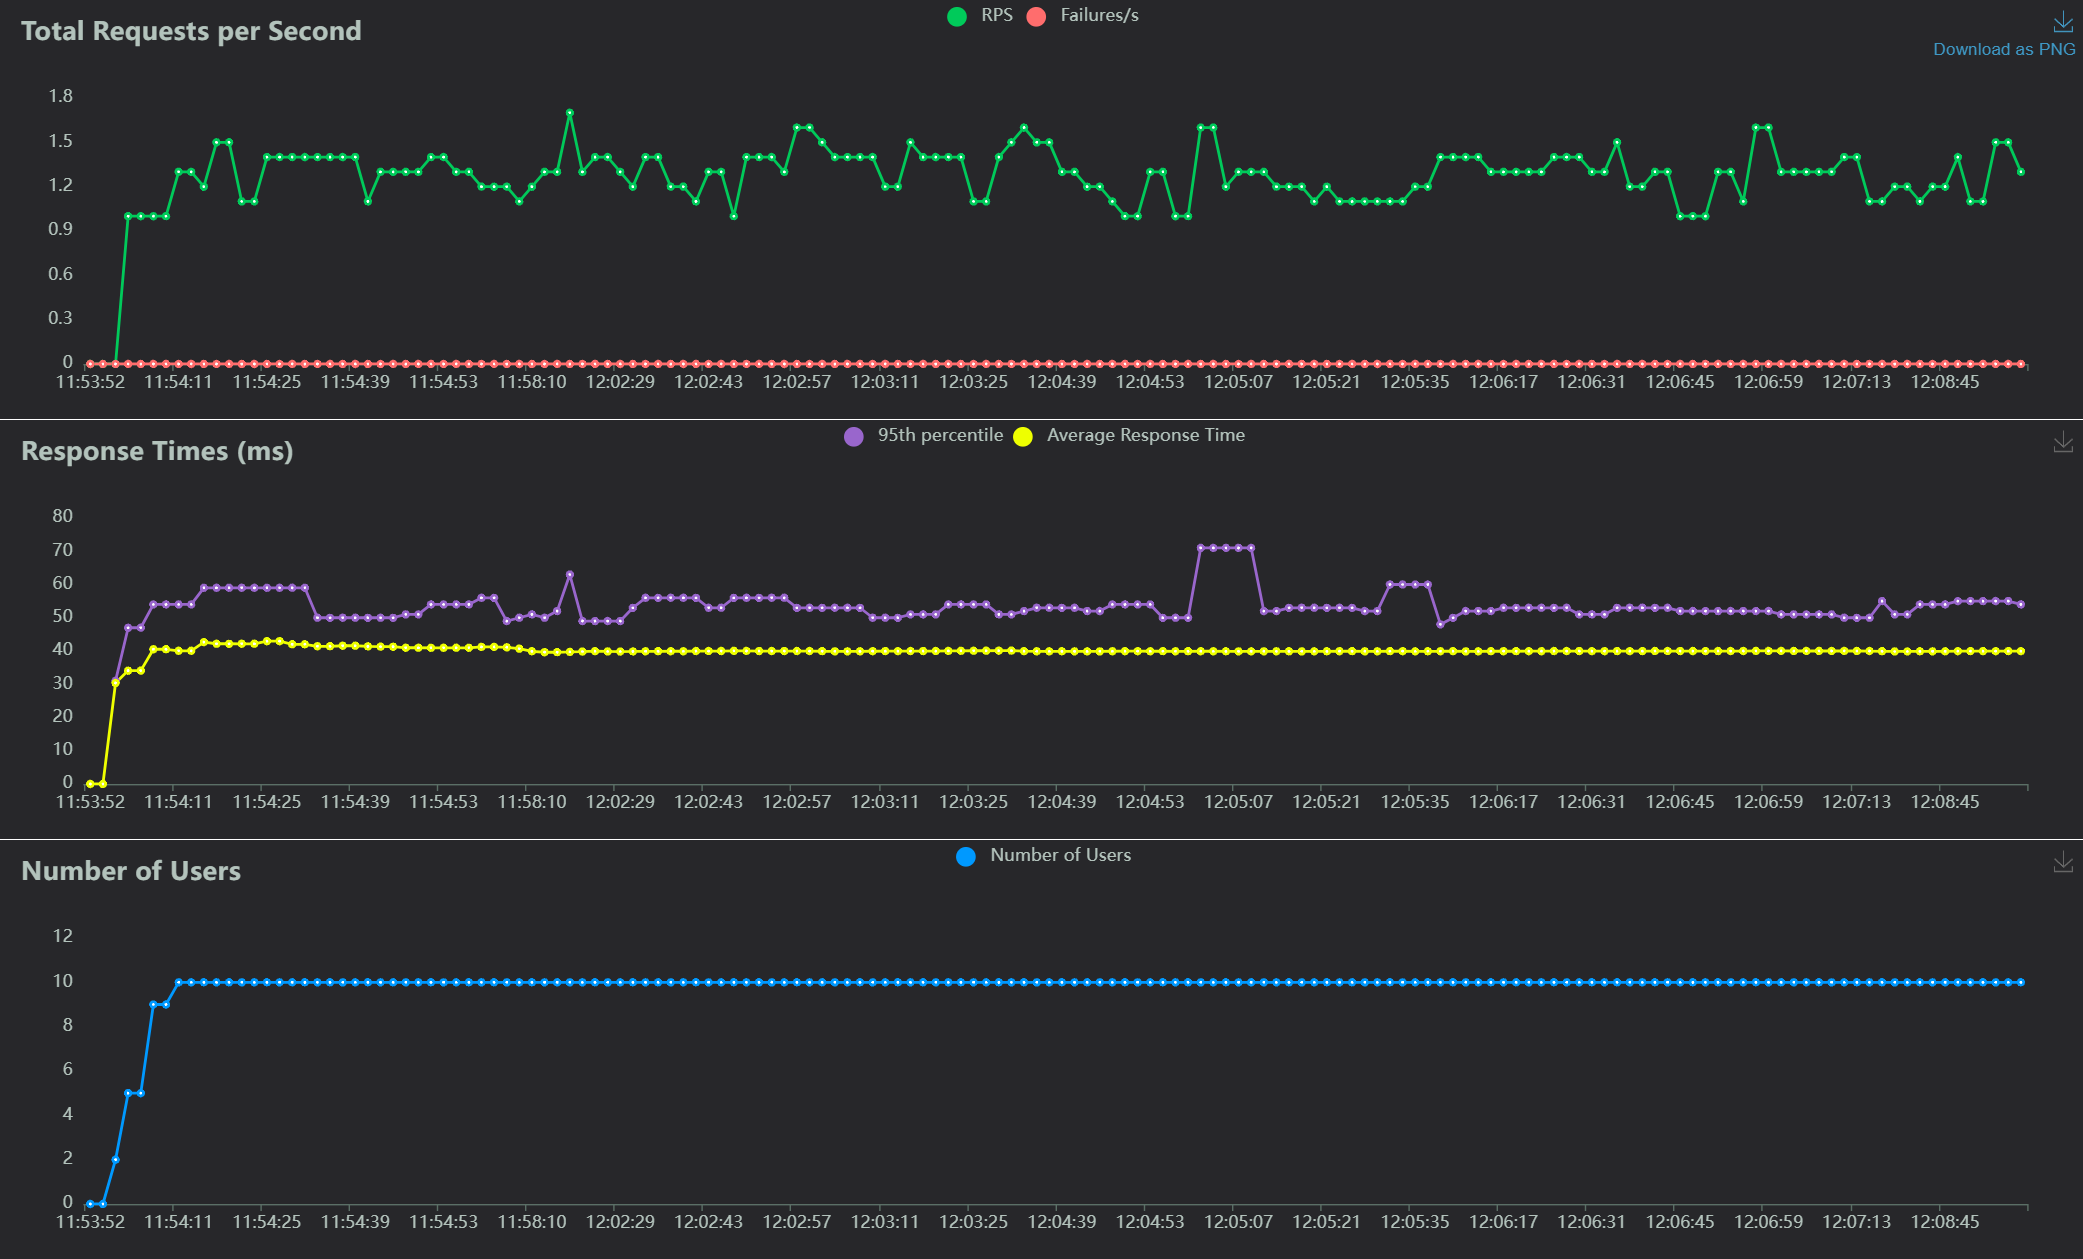 Total Requests per Second
RPS Failures/s
Download as PNG
1.8
1.5
1.2
0.9
0.6
0.3
0
11:53:52 11:54:11 11:54:25 11:54:39 11:54:53 11:58:10 12:02:29 12:02:43 12:02:57 12:03:11 12:03:25 12:04:39 12:04:53 12:05:07 12:05:21 12:05:35 12:06:17 12:06:31 12:06:45 12:06:59 12:07:13 12:08:45
Response Times (ms)
95th percentile Average Response Time
80
70
60
50
40
30
20
10
0
11:53:52 11:54:11 11:54:25 11:54:39 11:54:53 11:58:10 12:02:29 12:02:43 12:02:57 12:03:11 12:03:25 12:04:39 12:04:53 12:05:07 12:05:21 12:05:35 12:06:17 12:06:31 12:06:45 12:06:59 12:07:13 12:08:45
Number of Users
Number of Users
12
10
8
6
4
2
0
11:53:52 11:54:11 11:54:25 11:54:39 11:54:53 11:58:10 12:02:29 12:02:43 12:02:57 12:03:11 12:03:25 12:04:39 12:04:53 12:05:07 12:05:21 12:05:35 12:06:17 12:06:31 12:06:45 12:06:59 12:07:13 12:08:45